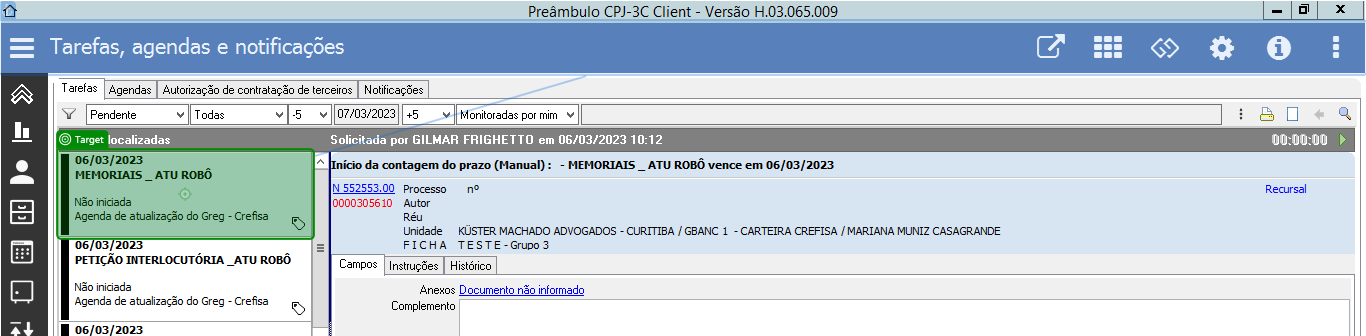 Preâmbulo CPJ-3C Client - Versão H.03.065.009
Tarefas, agendas e notificações
Tarefas Agendas Autorização de contratação de terceiros Notificações
Pendente Todas -5 07/03/2023 +5 Monitoradas por mim
Target localizadas
Solicitada por GILMAR FRIGHETTO em 06/03/2023 10:12 00:00:00
06/03/2023
MEMORIAIS _ ATU ROBÔ
Não iniciada
Agenda de atualização do Greg - Crefisa
06/03/2023
PETIÇÃO INTERLOCUTÓRIA _ATU ROBÔ
Não iniciada
Agenda de atualização do Greg - Crefisa
06/03/2023
Início da contagem do prazo (Manual) : - MEMORIAIS _ ATU ROBÔ vence em 06/03/2023
N 552553.00 Processo nº Recursal
0000305610 Autor
Réu
Unidade KÜSTER MACHADO ADVOGADOS - CURITIBA / GBANC 1 - CARTEIRA CREFISA / MARIANA MUNIZ CASAGRANDE
F I C H A T E S T E - Grupo 3
Campos Instruções Histórico
Anexos Documento não informado
Complemento